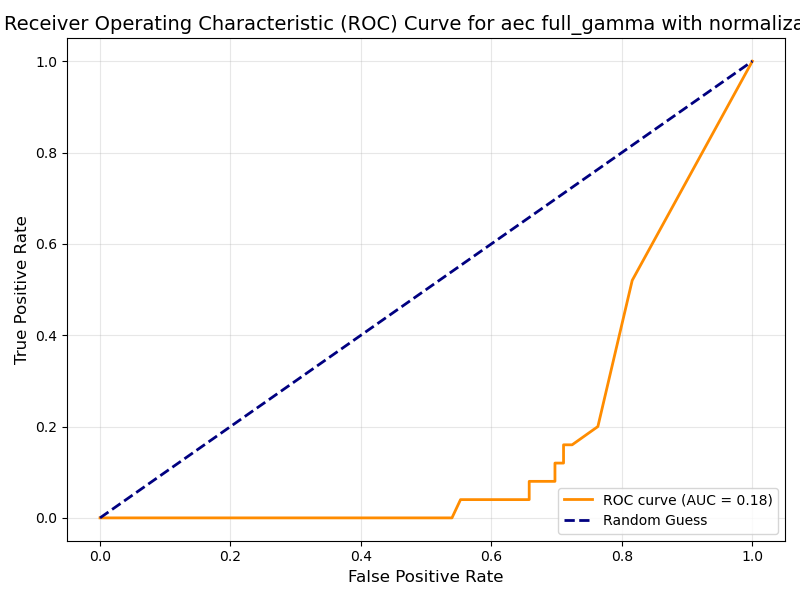 Receiver Operating Characteristic (ROC) Curve for aec full_gamma with normaliza
True Positive Rate
1.0
0.8
0.6
0.4
0.2
0.0
ROC curve (AUC = 0.18)
Random Guess
0.0 0.2 0.4 0.6 0.8 1.0
False Positive Rate